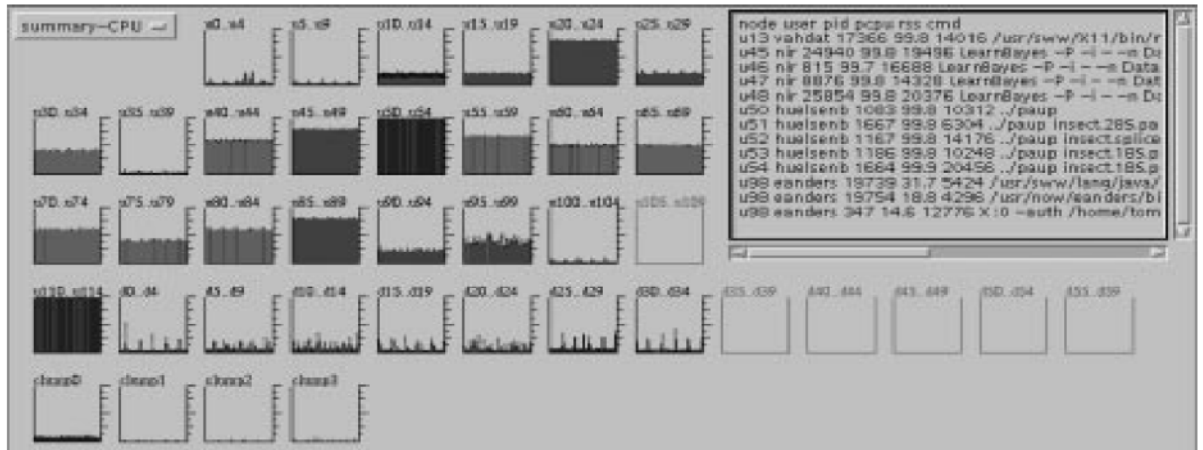 summary-CPU
u0..u4 u5..u9 u10..u14 u15..u19 u20..u24 u25..u29
u30..u34 u35..u39 u40..u44 u45..u49 u50..u54 u55..u59 u60..u64 u65..u69
u70..u74 u75..u79 u80..u84 u85..u89 u90..u94 u95..u99 u100..u104 u105..u109
u110..u114 d0..d4 d5..d9 d10..d14 d15..d19 d20..d24 d25..d29 d30..d34 d35..d39 d40..d44 d45..d49 d50..d54 d55..d59
clump0 clump1 clump2 clump3
node user pid pcpu rss cmd
u13 vahdat 17366 99.8 14016 /usr/sww/X11/bin/r
u45 nir 24940 99.8 19496 LearnBayes -P -i - -m Da
u46 nir 815 99.7 16688 LearnBayes -P -i - -m Data
u47 nir 8876 99.8 14328 LearnBayes -P -i - -m Dat
u48 nir 25854 99.8 20376 LearnBayes -P -i - -m Da
u50 huelsenb 1083 99.8 10312 ../paup
u51 huelsenb 1667 99.8 6304 ../paup insect.28S.pa
u52 huelsenb 1167 99.8 14176 ../paup insect.splice
u53 huelsenb 1186 99.8 10248 ../paup insect.18S.p
u54 huelsenb 1664 99.9 20456 ../paup insect.18S.p
u98 eanders 19739 31.7 5424 /usr/sww/lang/java/
u98 eanders 19754 18.8 4296 /usr/now/eanders/bi
u98 eanders 347 14.6 12776 X :0 -auth /home/tom